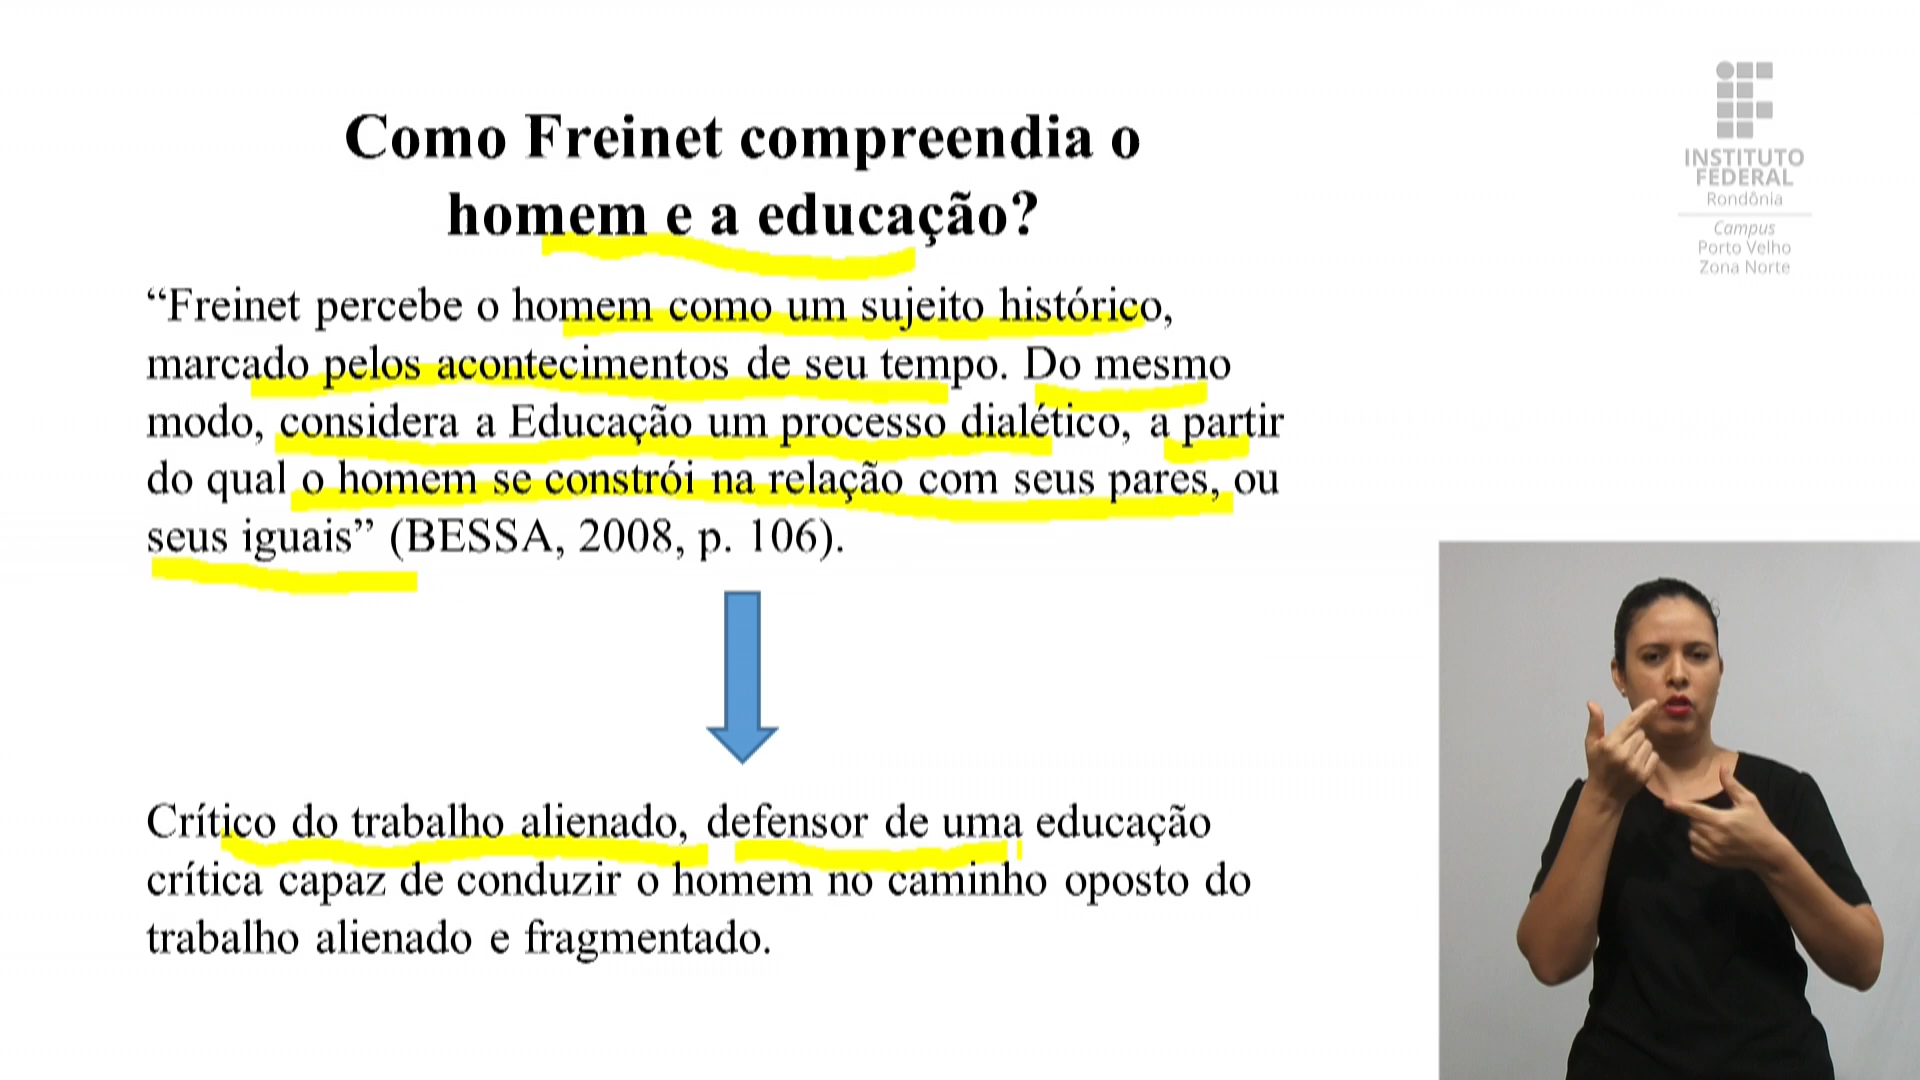 Como Freinet compreendia o
homem e a educação?
“Freinet percebe o homem como um sujeito histórico,
marcado pelos acontecimentos de seu tempo. Do mesmo
modo, considera a Educação um processo dialético, a partir
do qual o homem se constrói na relação com seus pares, ou
seus iguais” (BESSA, 2008, p. 106).
Crítico do trabalho alienado, defensor de uma educação
crítica capaz de conduzir o homem no caminho oposto do
trabalho alienado e fragmentado.
INSTITUTO
FEDERAL
Rondônia
Campus
Porto Velho
Zona Norte